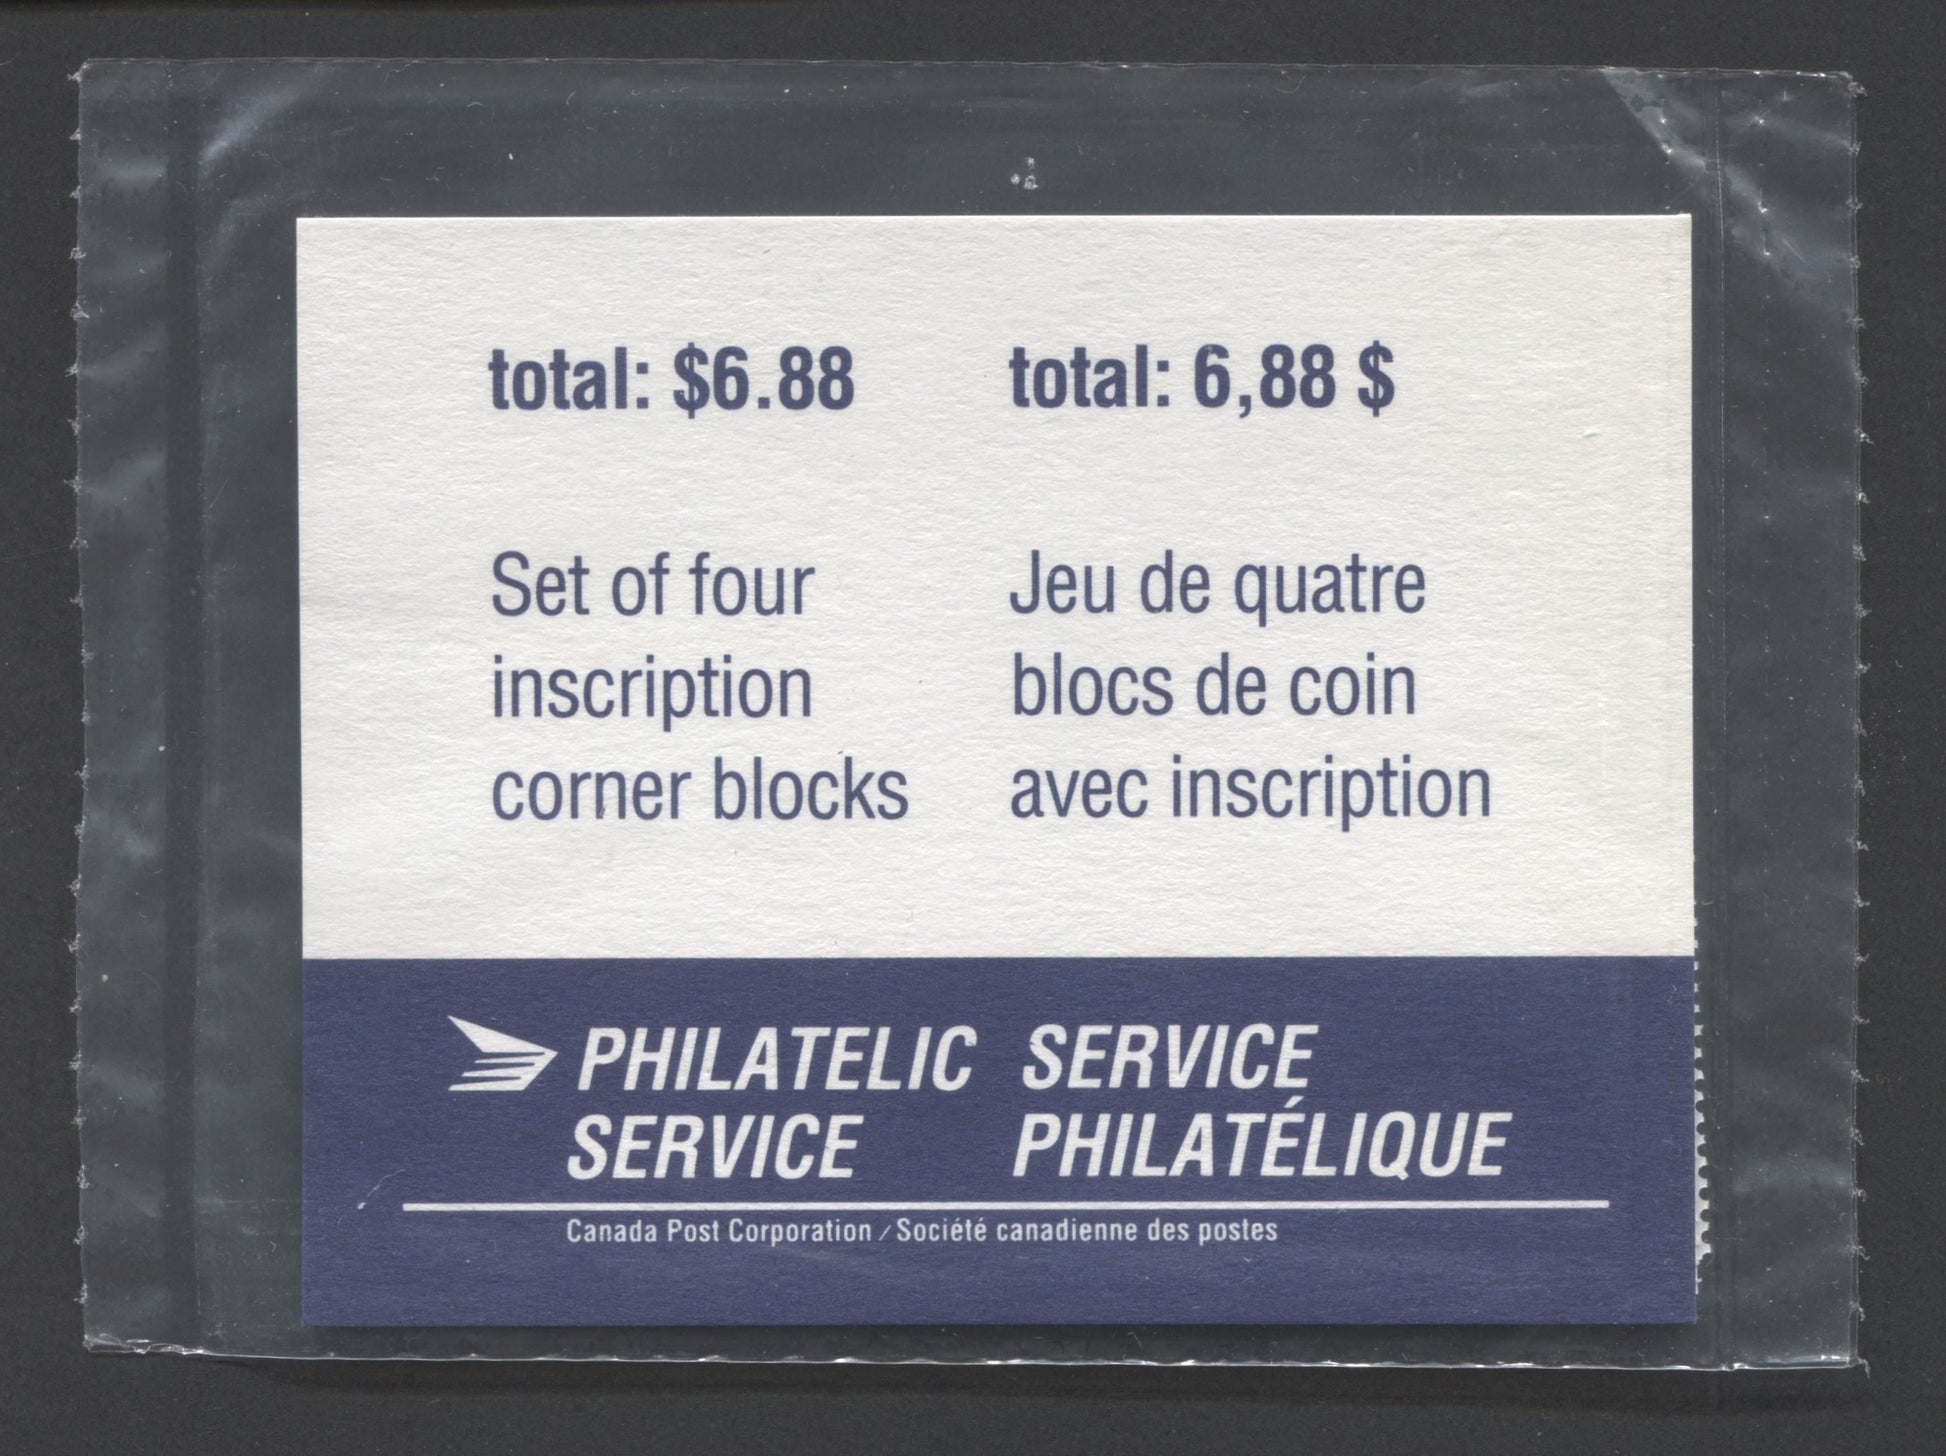 total: $6.88
total: 6,88 $
Set of four
inscription
corner blocks
Jeu de quatre
blocs de coin
avec inscription
PHILATELIC
SERVICE
SERVICE
PHILATÉLIQUE
Canada Post Corporation / Société canadienne des postes